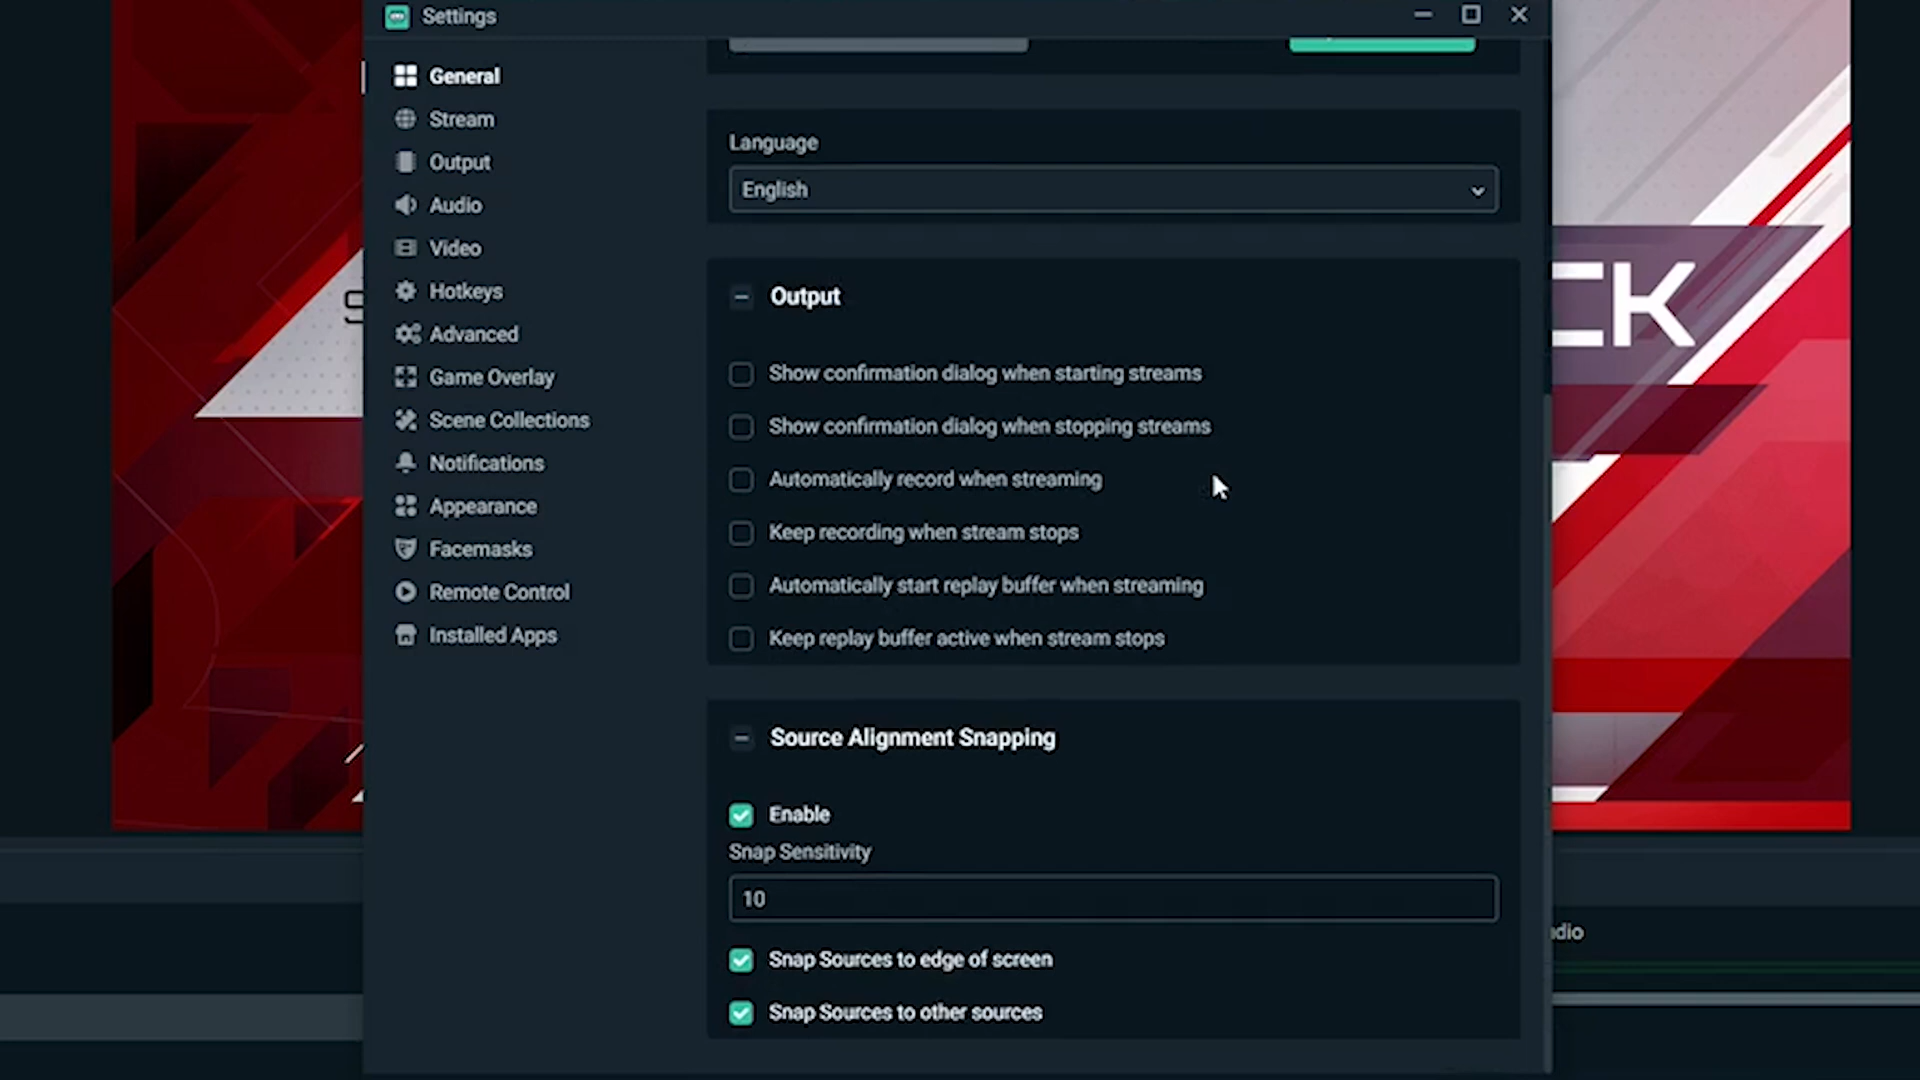 Settings
General
Stream
Output
Audio
Video
Hotkeys
Advanced
Game Overlay
Scene Collections
Notifications
Appearance
Facemasks
Remote Control
Installed Apps
Language
English
Output
Show confirmation dialog when starting streams
Show confirmation dialog when stopping streams
Automatically record when streaming
Keep recording when stream stops
Automatically start replay buffer when streaming
Keep replay buffer active when stream stops
Source Alignment Snapping
Enable
Snap Sensitivity
10
Snap Sources to edge of screen
Snap Sources to other sources
CK
dio